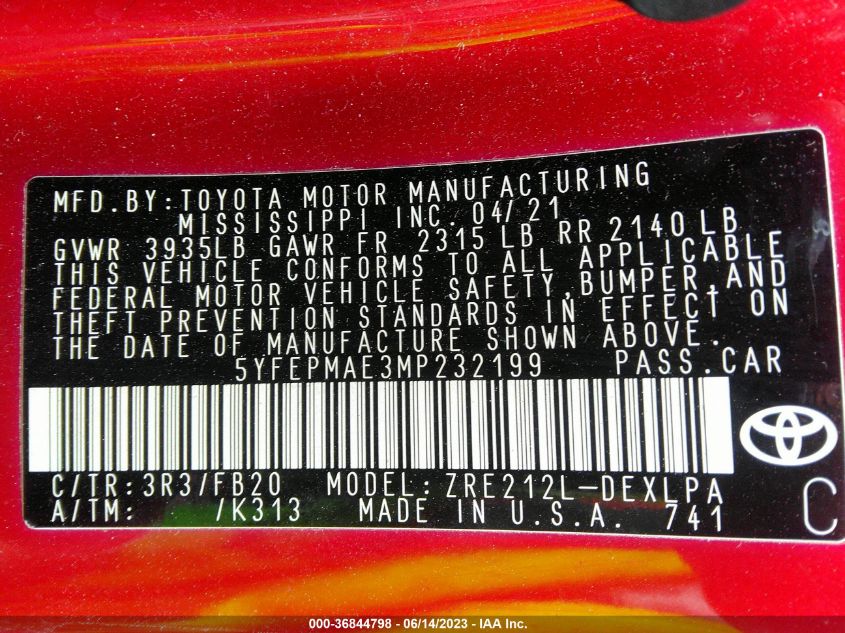 MFD.BY:TOYOTA MOTOR MANUFACTURING
MISSISSIPPI INC. 04/21
GVWR 3935LB GAWR FR 2315LB RR 2140LB
THIS VEHICLE CONFORMS TO ALL APPLICABLE
FEDERAL MOTOR VEHICLE SAFETY,BUMPER,AND
THEFT PREVENTION STANDARDS IN EFFECT ON
THE DATE OF MANUFACTURE SHOWN ABOVE.
5YFEPMAE3MP232199 PASS.CAR
C/TR:3R3/FB20 MODEL:ZRE212L-DEXLPA
A/TM: /K313 MADE IN U.S.A. 741
C
000-36844798 - 06/14/2023 - IAA Inc.